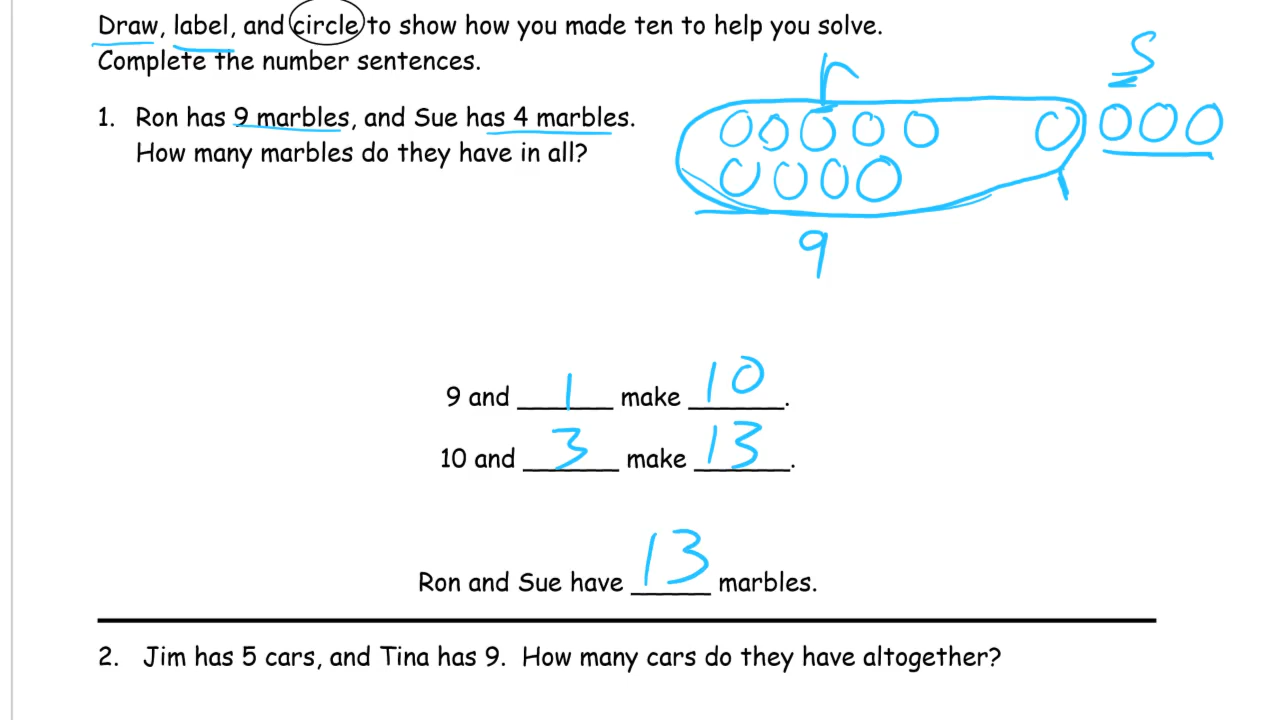 Draw, label, and circle to show how you made ten to help you solve.
Complete the number sentences.
r
S
1. Ron has 9 marbles, and Sue has 4 marbles.
How many marbles do they have in all?
9
1
9 and 1 make 10.
10 and 3 make 13.
Ron and Sue have 13 marbles.
2. Jim has 5 cars, and Tina has 9. How many cars do they have altogether?